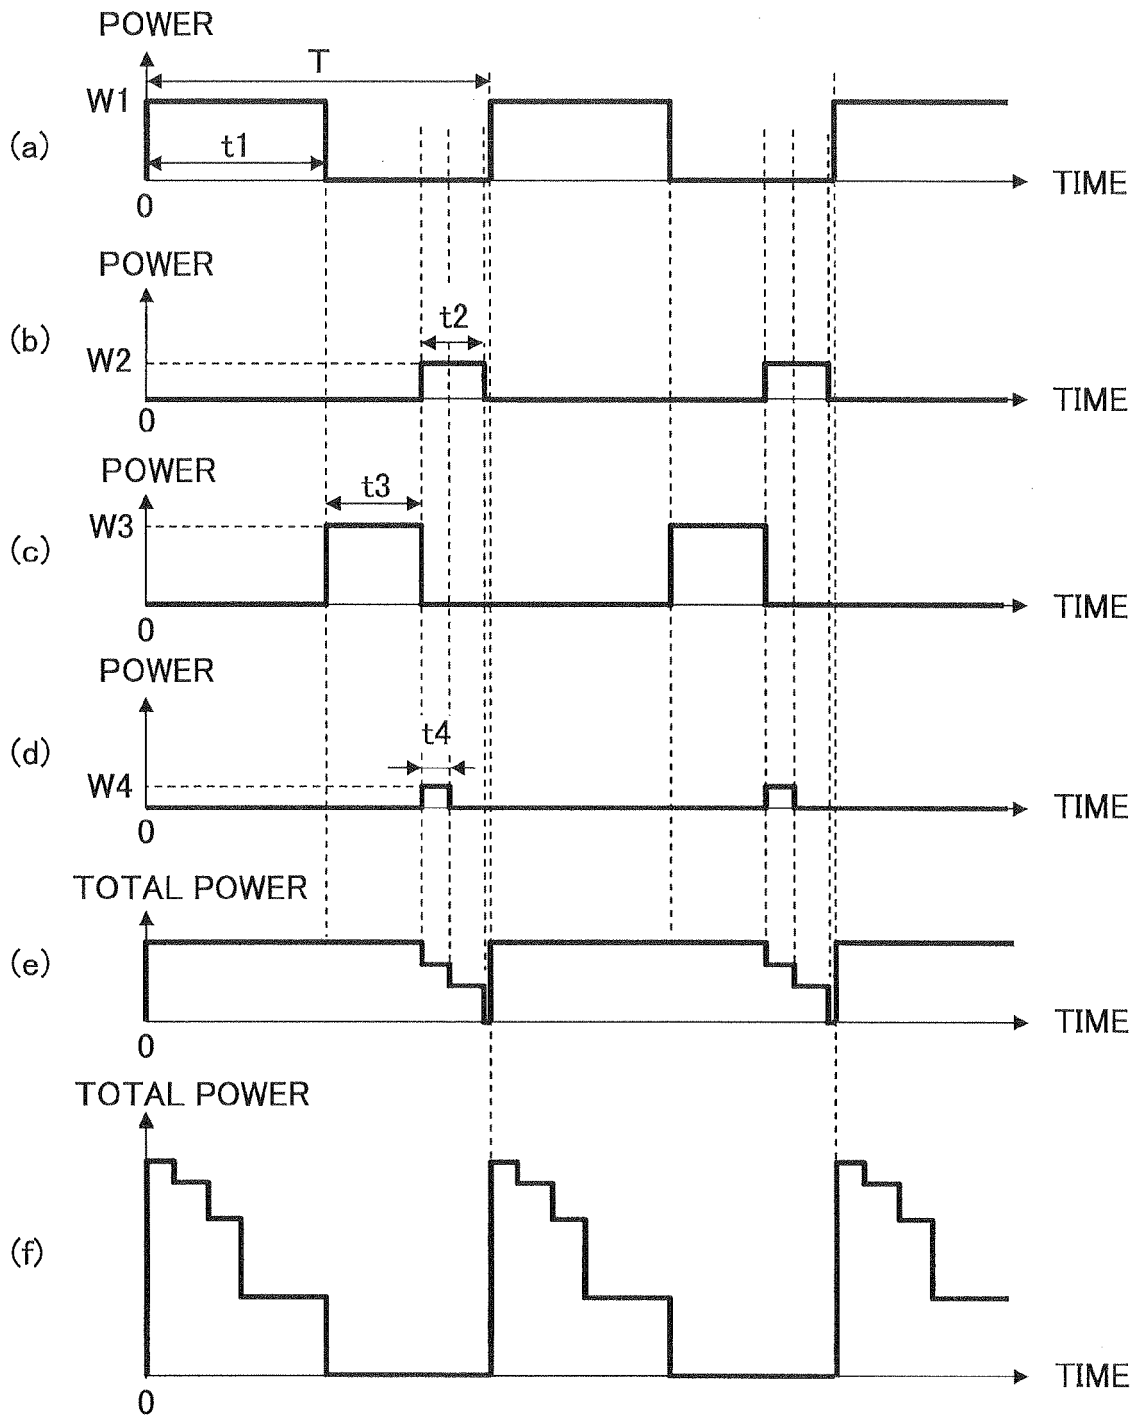 POWER
T
W1
(a)
t1
TIME
0
POWER
(b)
t2
W2
TIME
0
POWER
t3
W3
(c)
TIME
0
POWER
t4
(d)
W4
TIME
0
TOTAL POWER
(e)
TIME
0
TOTAL POWER
(f)
TIME
0